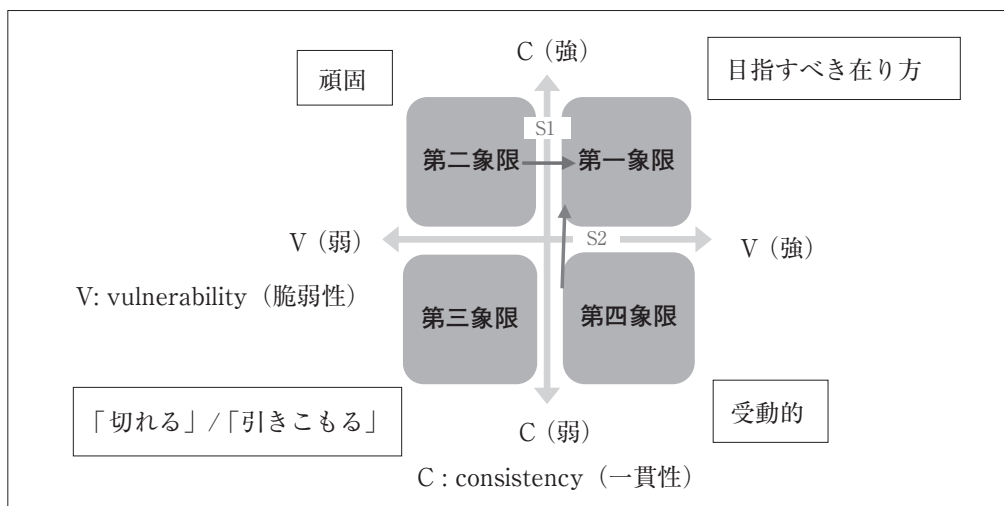 C（強）
頑固
目指すべき在り方
S1
第二象限
第一象限
V（弱）
S2
V（強）
V: vulnerability（脆弱性）
第三象限
第四象限
「切れる」/「引きこもる」
受動的
C（弱）
C : consistency（一貫性）